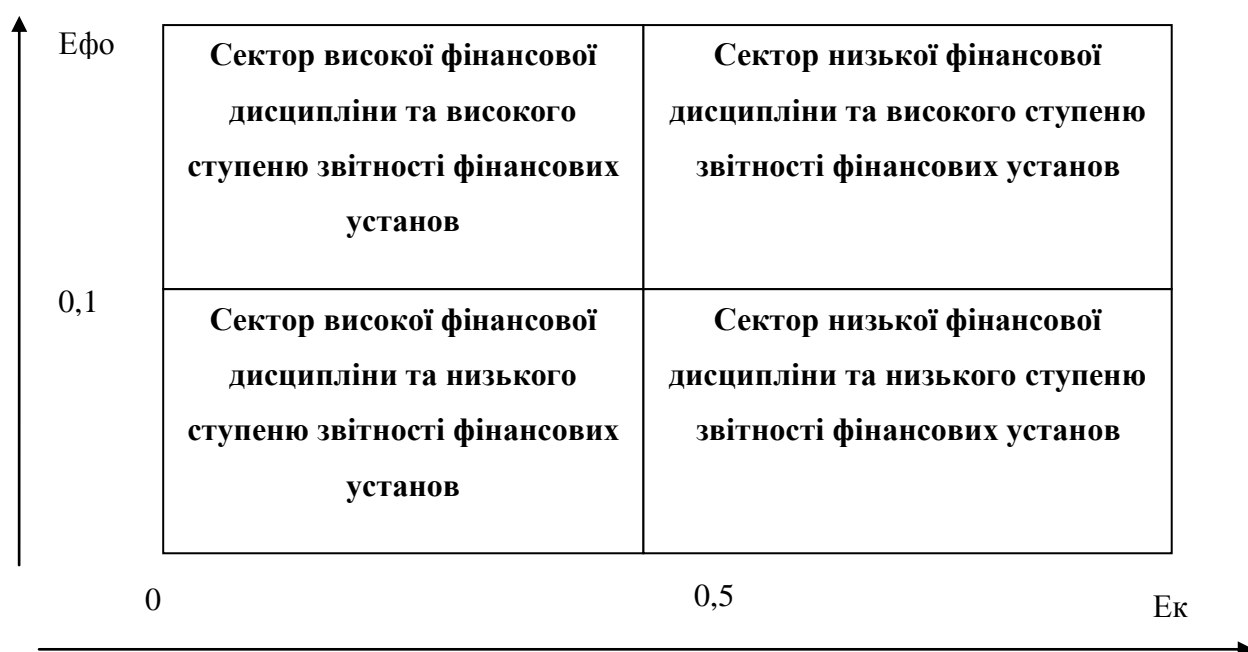 Ефо
Сектор високої фінансової
дисципліни та високого
ступеню звітності фінансових
установ
Сектор низької фінансової
дисципліни та високого ступеню
звітності фінансових установ
0,1
Сектор високої фінансової
дисципліни та низького
ступеню звітності фінансових
установ
Сектор низької фінансової
дисципліни та низького ступеню
звітності фінансових установ
0
0,5
Ек